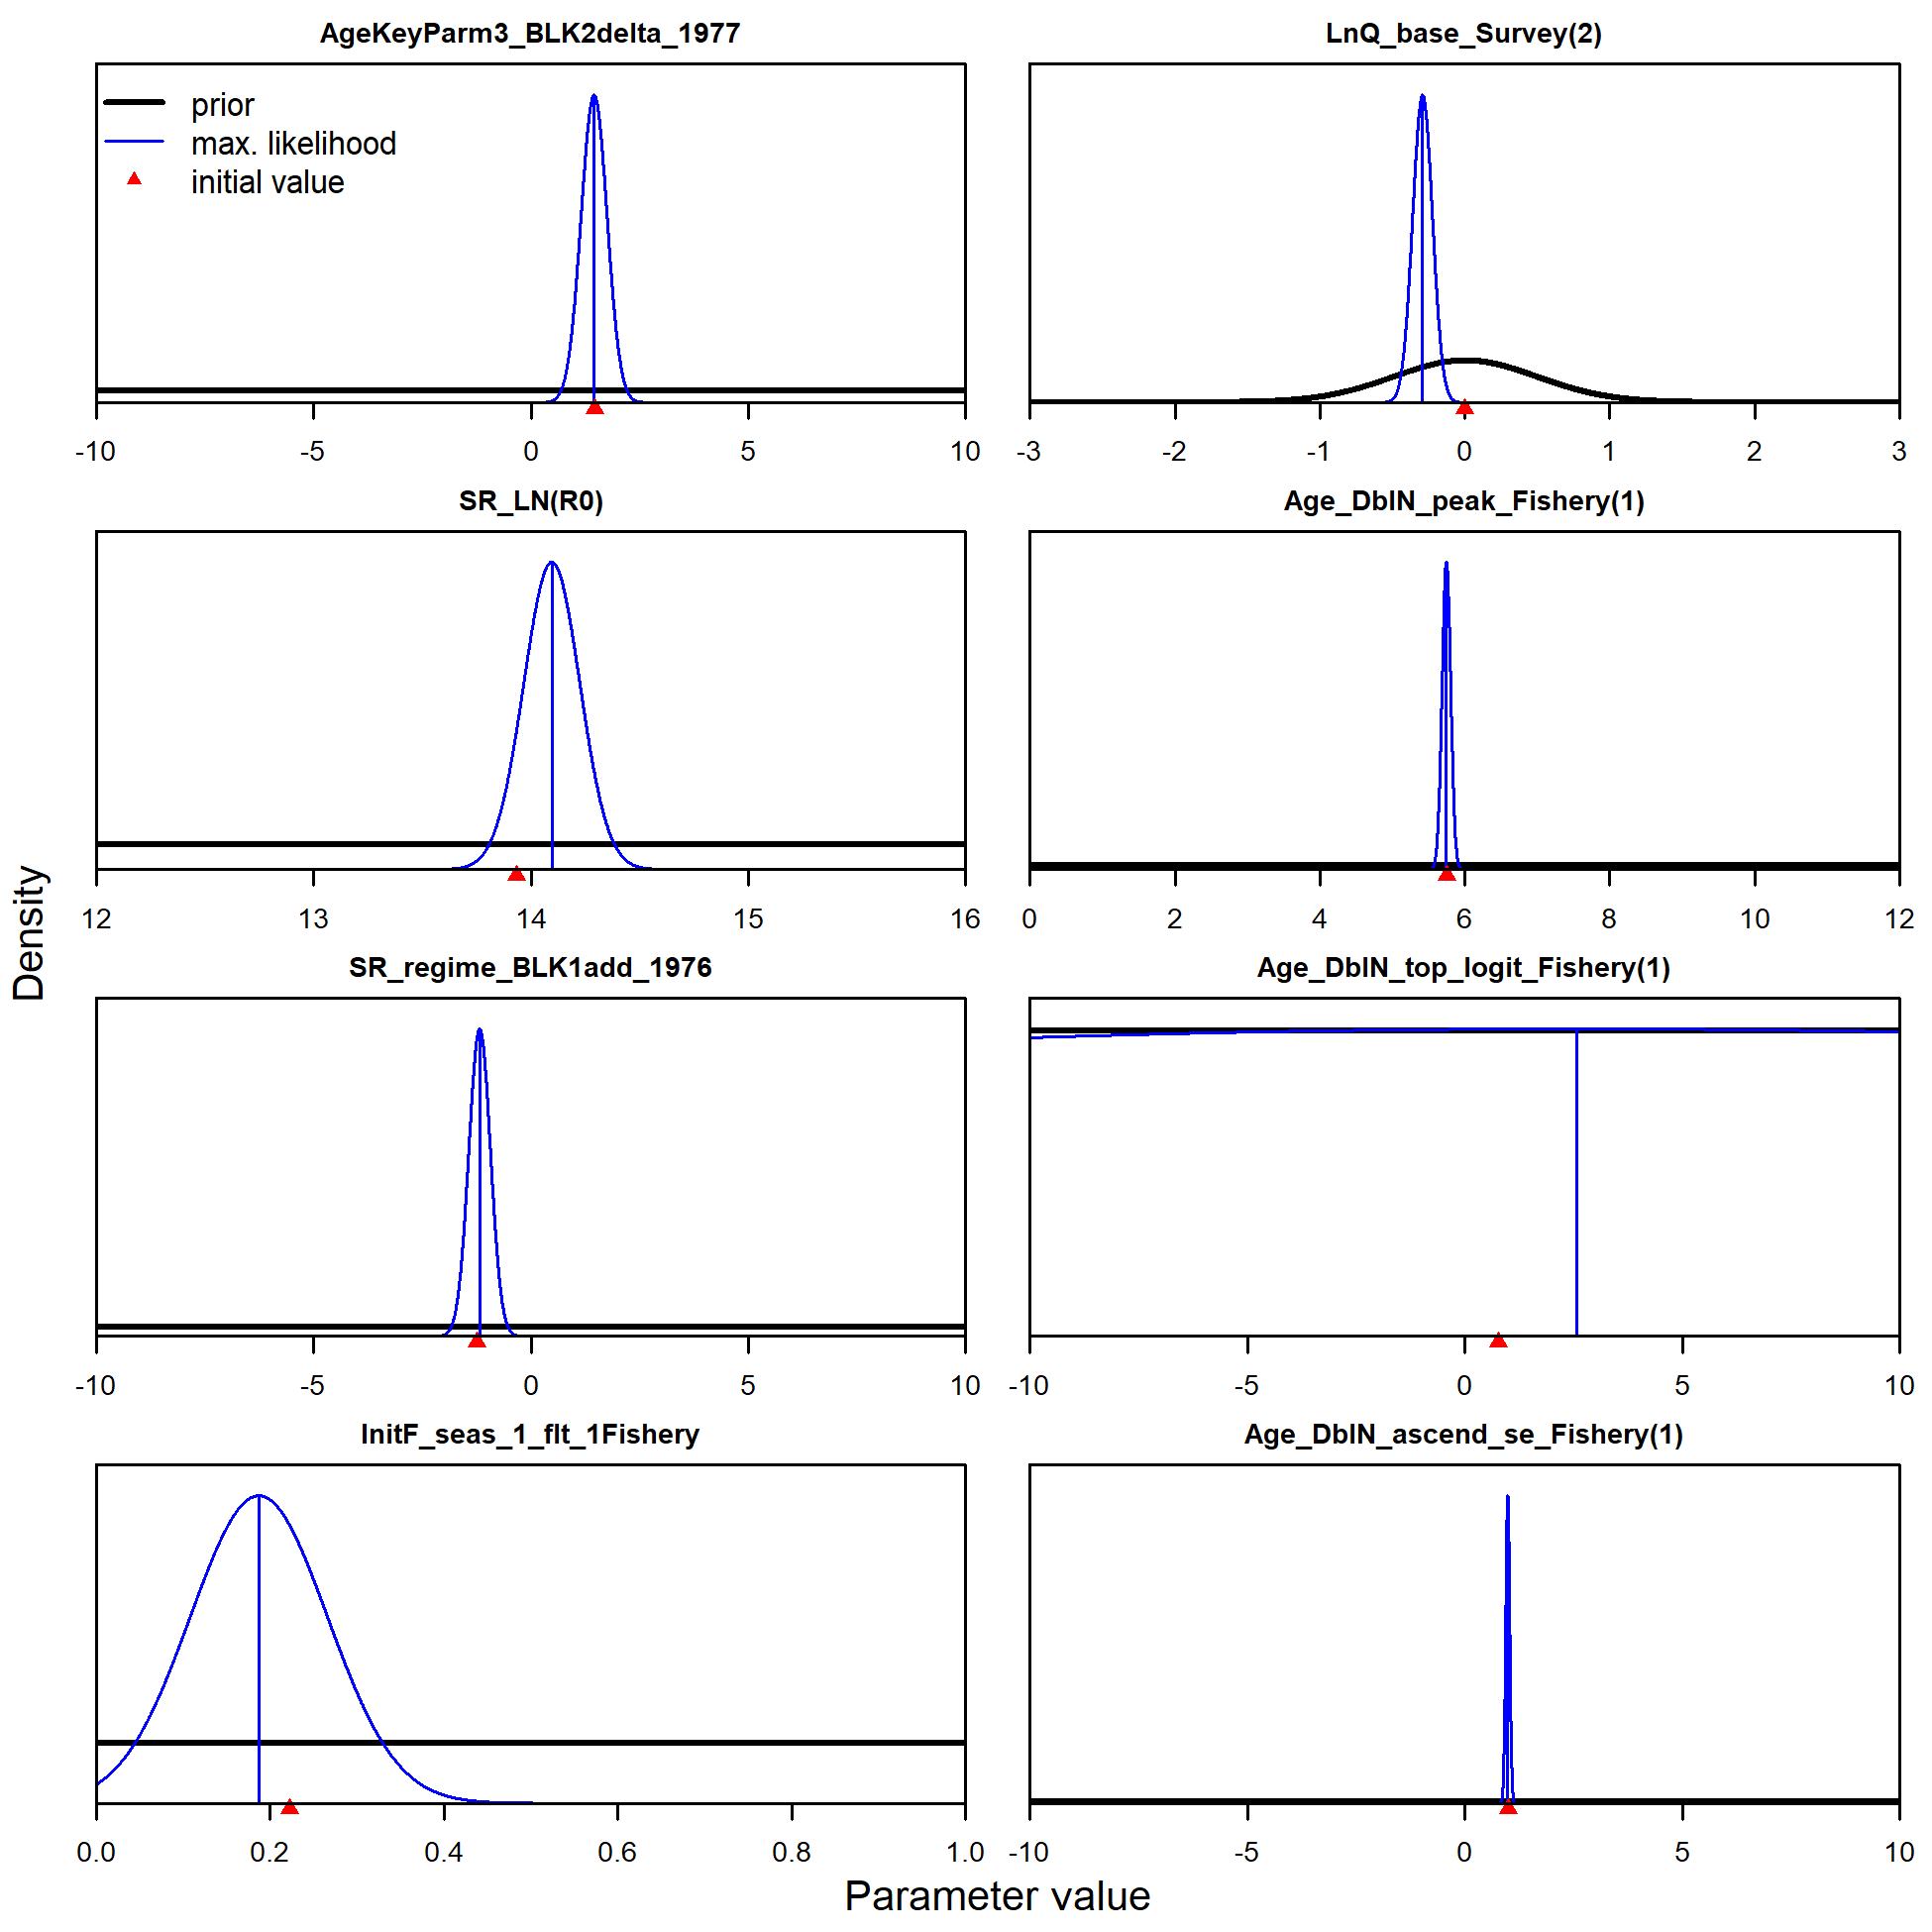 AgeKeyParm3_BLK2delta_1977
prior
max. likelihood
initial value
-10 -5 0 5 10
LnQ_base_Survey(2)
-3 -2 -1 0 1 2 3
SR_LN(R0)
12 13 14 15 16
Age_DblN_peak_Fishery(1)
0 2 4 6 8 10 12
SR_regime_BLK1add_1976
-10 -5 0 5 10
Age_DblN_top_logit_Fishery(1)
-10 -5 0 5 10
InitF_seas_1_flt_1Fishery
0.0 0.2 0.4 0.6 0.8 1.0
Age_DblN_ascend_se_Fishery(1)
-10 -5 0 5 10
Density
Parameter value